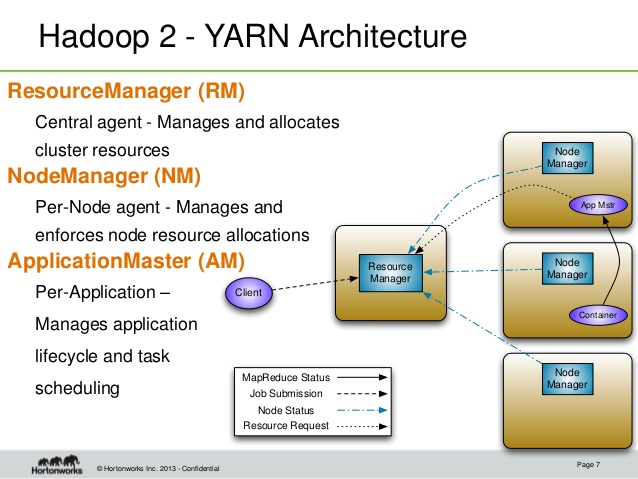 Hadoop 2 - YARN Architecture
ResourceManager (RM)
Central agent - Manages and allocates
cluster resources
NodeManager (NM)
Per-Node agent - Manages and
enforces node resource allocations
ApplicationMaster (AM)
Per-Application –
Manages application
lifecycle and task
scheduling
Client
Resource
Manager
Node
Manager
App Mstr
Node
Manager
Container
Node
Manager
MapReduce Status
Job Submission
Node Status
Resource Request
Hortonworks
© Hortonworks Inc. 2013 - Confidential
Page 7